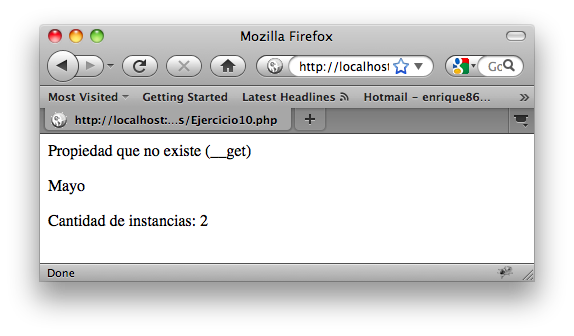 Mozilla Firefox
http://localhost
Go
Most Visited Getting Started Latest Headlines Hotmail - enrique86... »
http://localhost:...s/Ejercicio10.php
Propiedad que no existe (__get)
Mayo
Cantidad de instancias: 2
Done